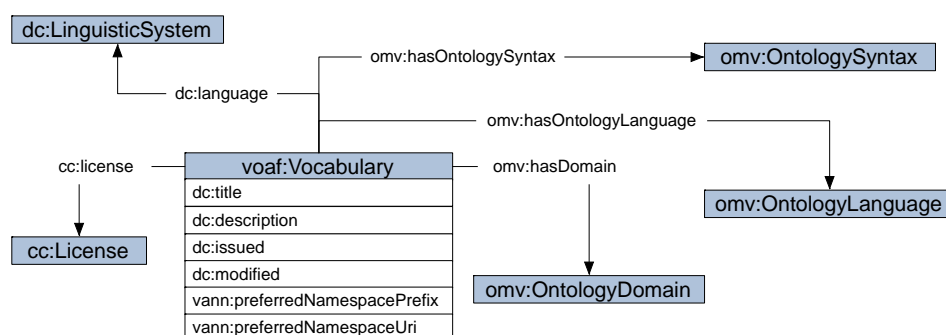 dc:LinguisticSystem
omv:hasOntologySyntax
omv:OntologySyntax
dc:language
omv:hasOntologyLanguage
cc:license
voaf:Vocabulary
omv:hasDomain
dc:title
dc:description
omv:OntologyLanguage
dc:issued
cc:License
dc:modified
omv:OntologyDomain
vann:preferredNamespacePrefix
vann:preferredNamespaceUri